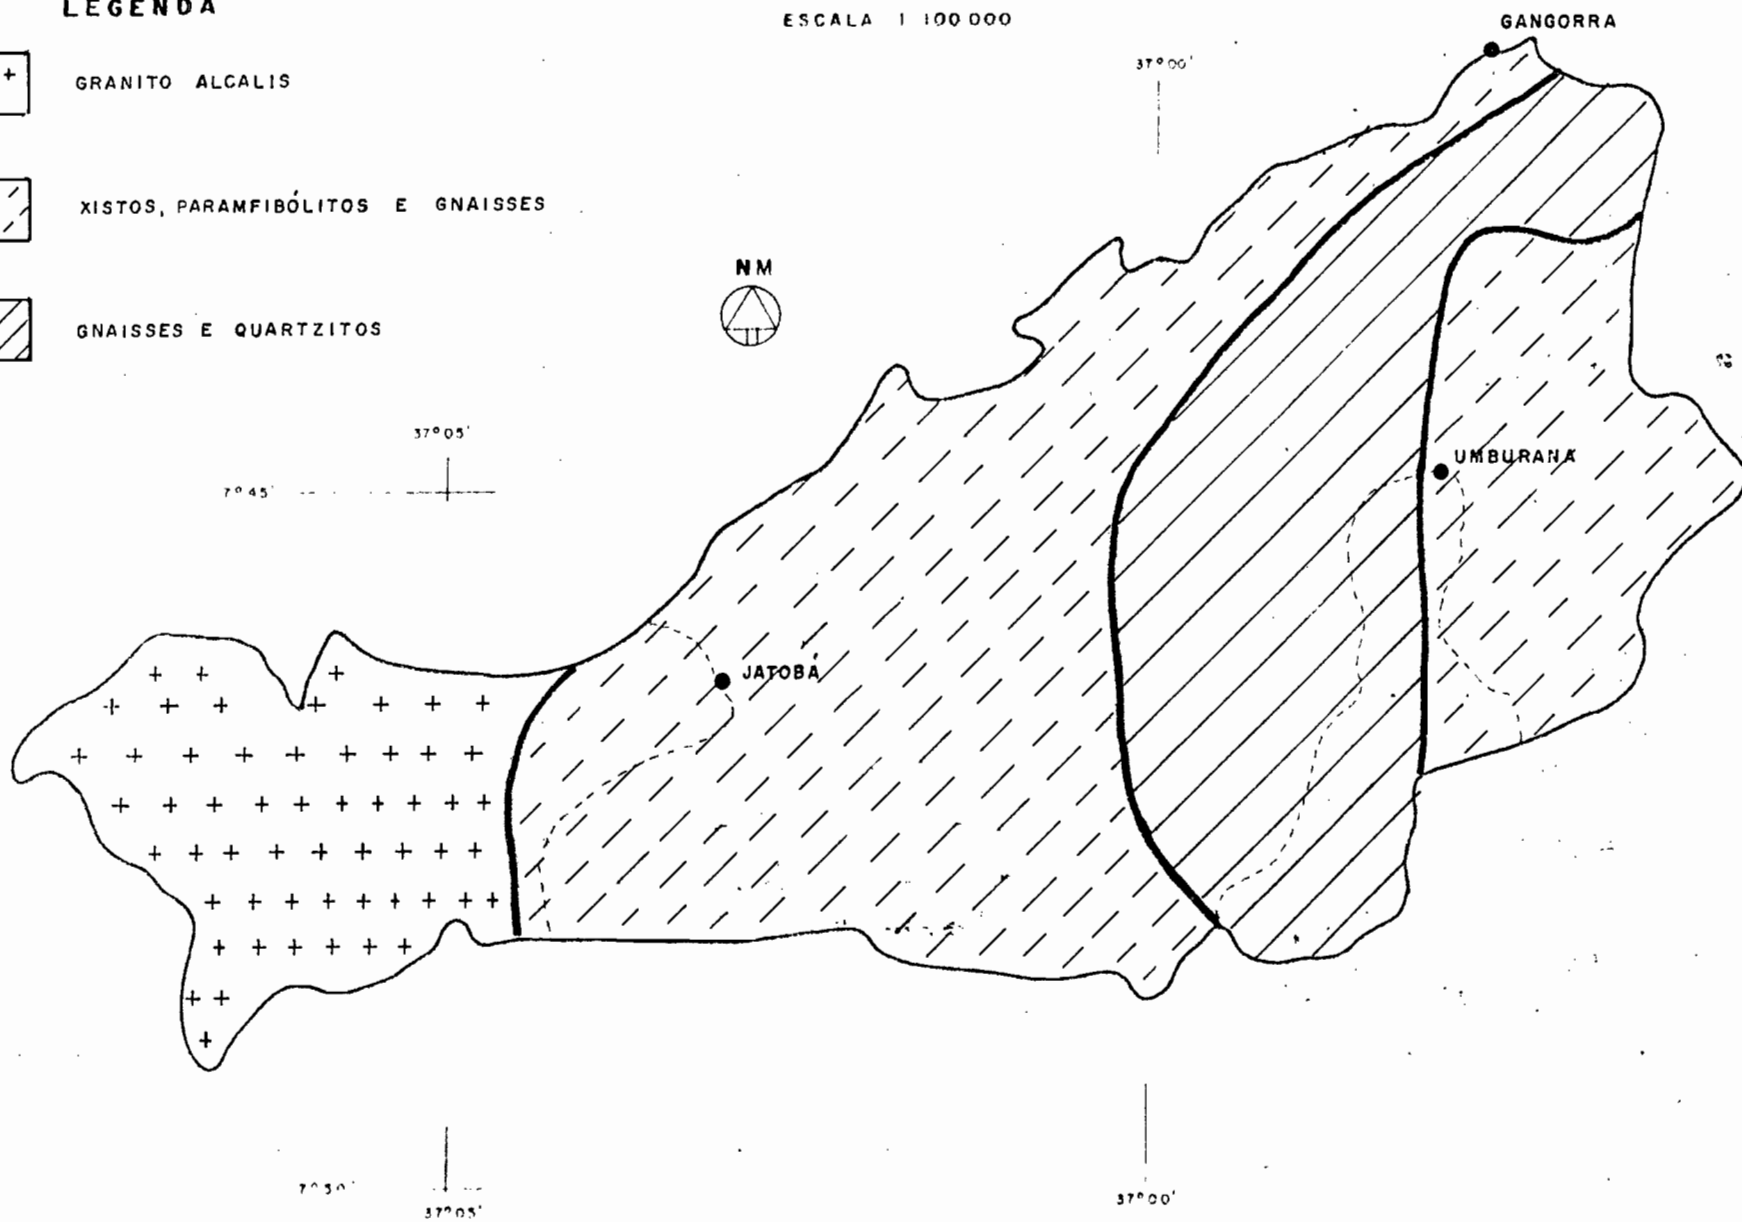 LEGENDA
ESCALA 1 100 000
GANGORRA
37°00'
GRANITO ALCALIS
XISTOS, PARAMFIBÓLITOS E GNAISSES
NM
GNAISSES E QUARTZITOS
37°05'
7°45'
UMBURANA
JATOBÁ
37°05'
37°00'